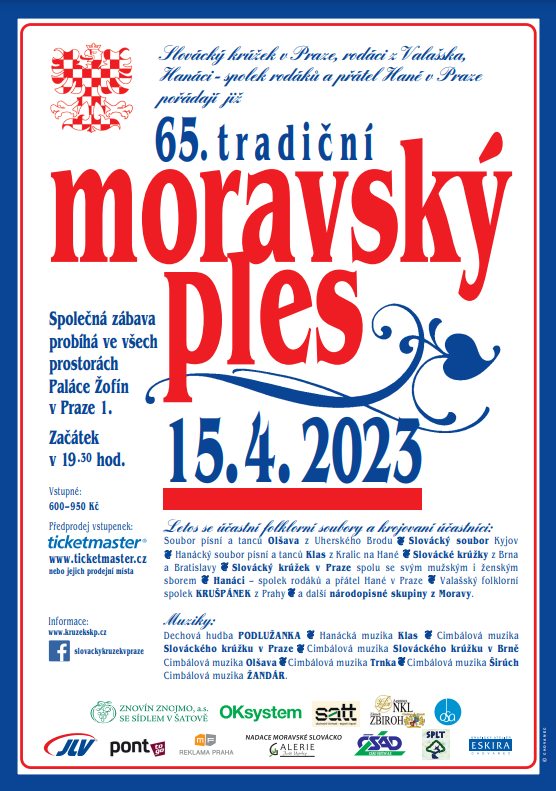 Slovácký krúžek v Praze, rodáci z Valašska,
Hanáci - spolek rodáků a přátel Hané v Praze
pořádají již
65. tradiční
moravský
ples
Společná zábava
probíhá ve všech
prostorách
Paláce Žofín
v Praze 1.
Začátek
v 19.30 hod.
15. 4. 2023
Vstupné:
600–950 Kč
Předprodej vstupenek:
ticketmaster®
www.ticketmaster.cz
nebo jejich prodejní místa
Informace:
www.kruzekskp.cz
slovackykruzekvpraze
Letos se účastní folklorní soubory a krojovaní účastníci:
Soubor písní a tanců Olšava z Uherského Brodu Slovácký soubor Kyjov
Hanácký soubor písní a tanců Klas z Kralic na Hané Slovácké krúžky z Brna
a Bratislavy Slovácký krúžek v Praze spolu se svým mužským i ženským
sborem Hanáci – spolek rodáků a přátel Hané v Praze Valašský folklorní
spolek KRUŠPÁNEK z Prahy a další národopisné skupiny z Moravy.
Muziky:
Dechová hudba PODLUŽANKA Hanácká muzika Klas Cimbálová muzika
Slováckého krúžku v Praze Cimbálová muzika Slováckého krúžku v Brně
Cimbálová muzika Olšava Cimbálová muzika Trnka Cimbálová muzika Šírúch
Cimbálová muzika ŽANDÁR.
ZNOVÍN ZNOJMO, a.s.
SE SÍDLEM V ŠATOVĚ
OKsystem
satt
NKL
ZBIROH
JLV
pont
MF
REKLAMA PRAHA
NADACE MORAVSKÉ SLOVÁCKO
GALERIE
ČSAD
SPLT
ESKIRA